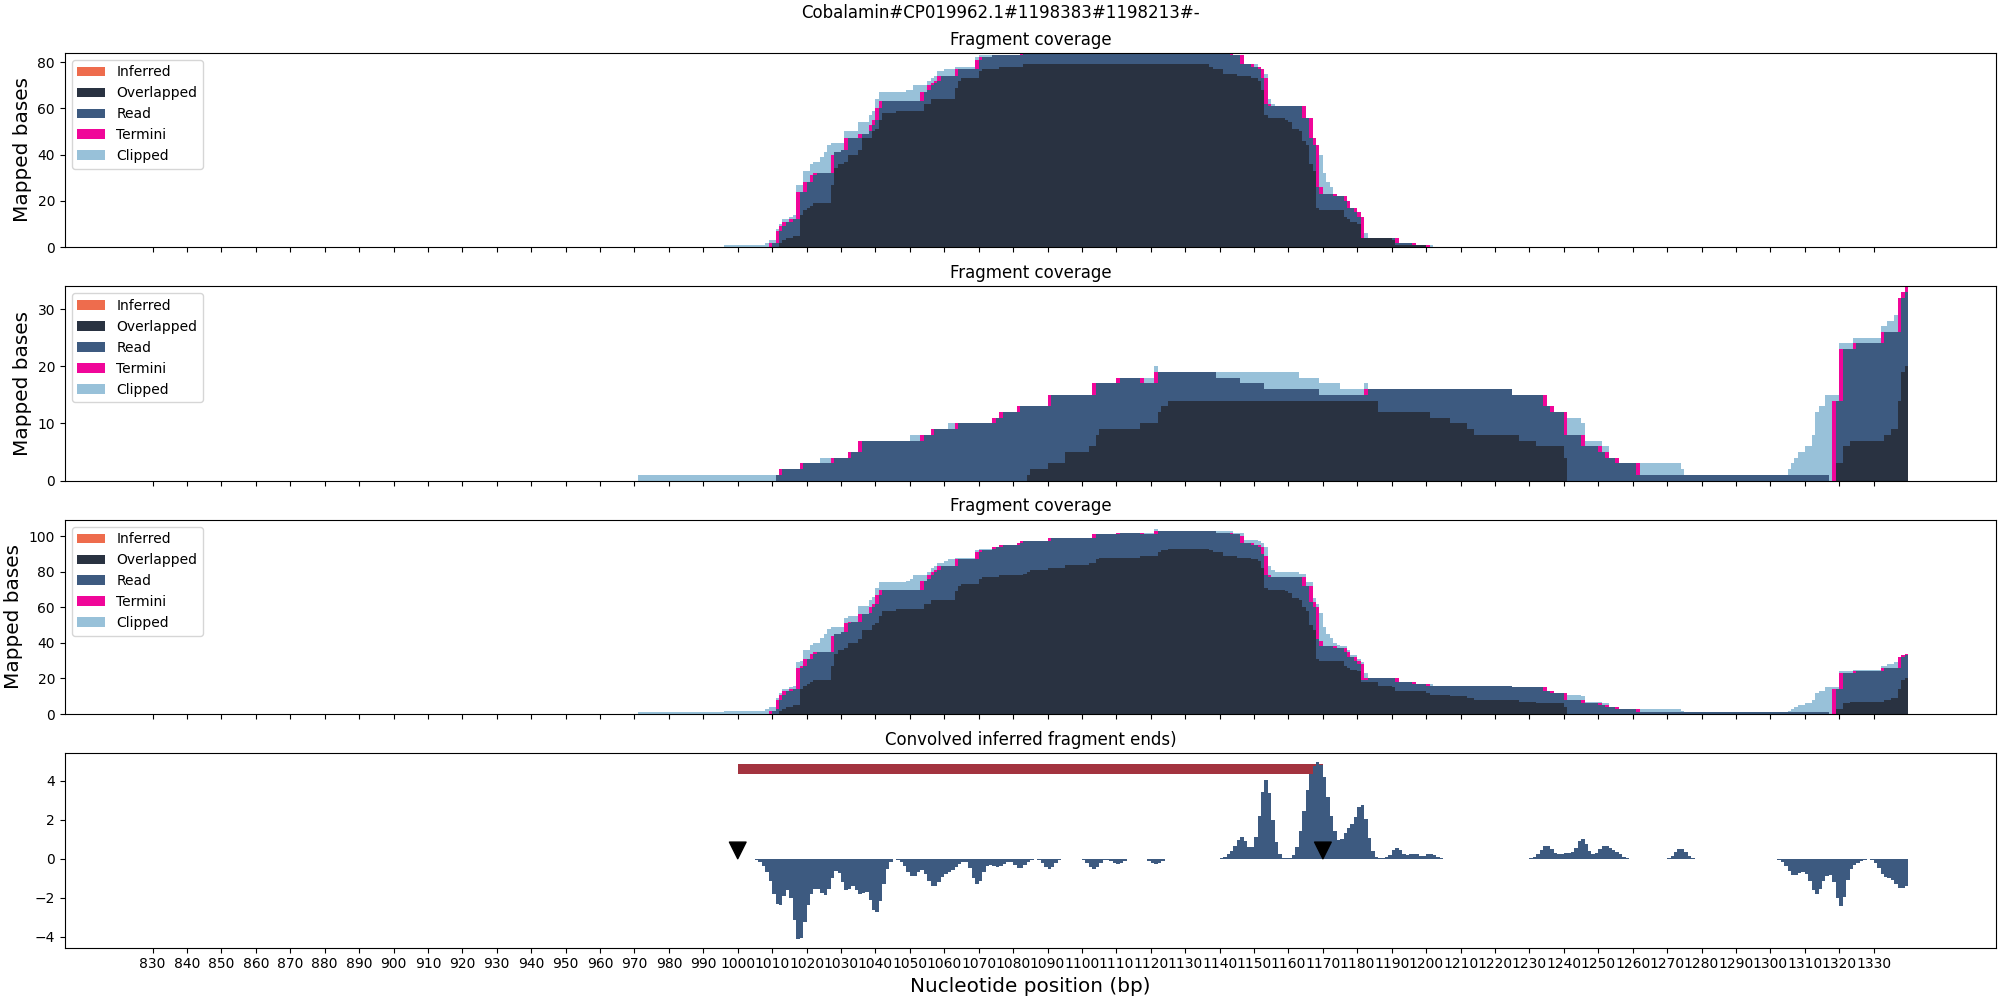 Cobalamin#CP019962.1#1198383#1198213#-
Fragment coverage
Mapped bases
80
60
40
20
0
Inferred
Overlapped
Read
Termini
Clipped
Fragment coverage
Mapped bases
30
20
10
0
Inferred
Overlapped
Read
Termini
Clipped
Fragment coverage
Mapped bases
100
80
60
40
20
0
Inferred
Overlapped
Read
Termini
Clipped
Convolved inferred fragment ends)
4
2
0
−2
−4
830 840 850 860 870 880 890 900 910 920 930 940 950 960 970 980 990 1000 1010 1020 1030 1040 1050 1060 1070 1080 1090 1100 1110 1120 1130 1140 1150 1160 1170 1180 1190 1200 1210 1220 1230 1240 1250 1260 1270 1280 1290 1300 1310 1320 1330
Nucleotide position (bp)